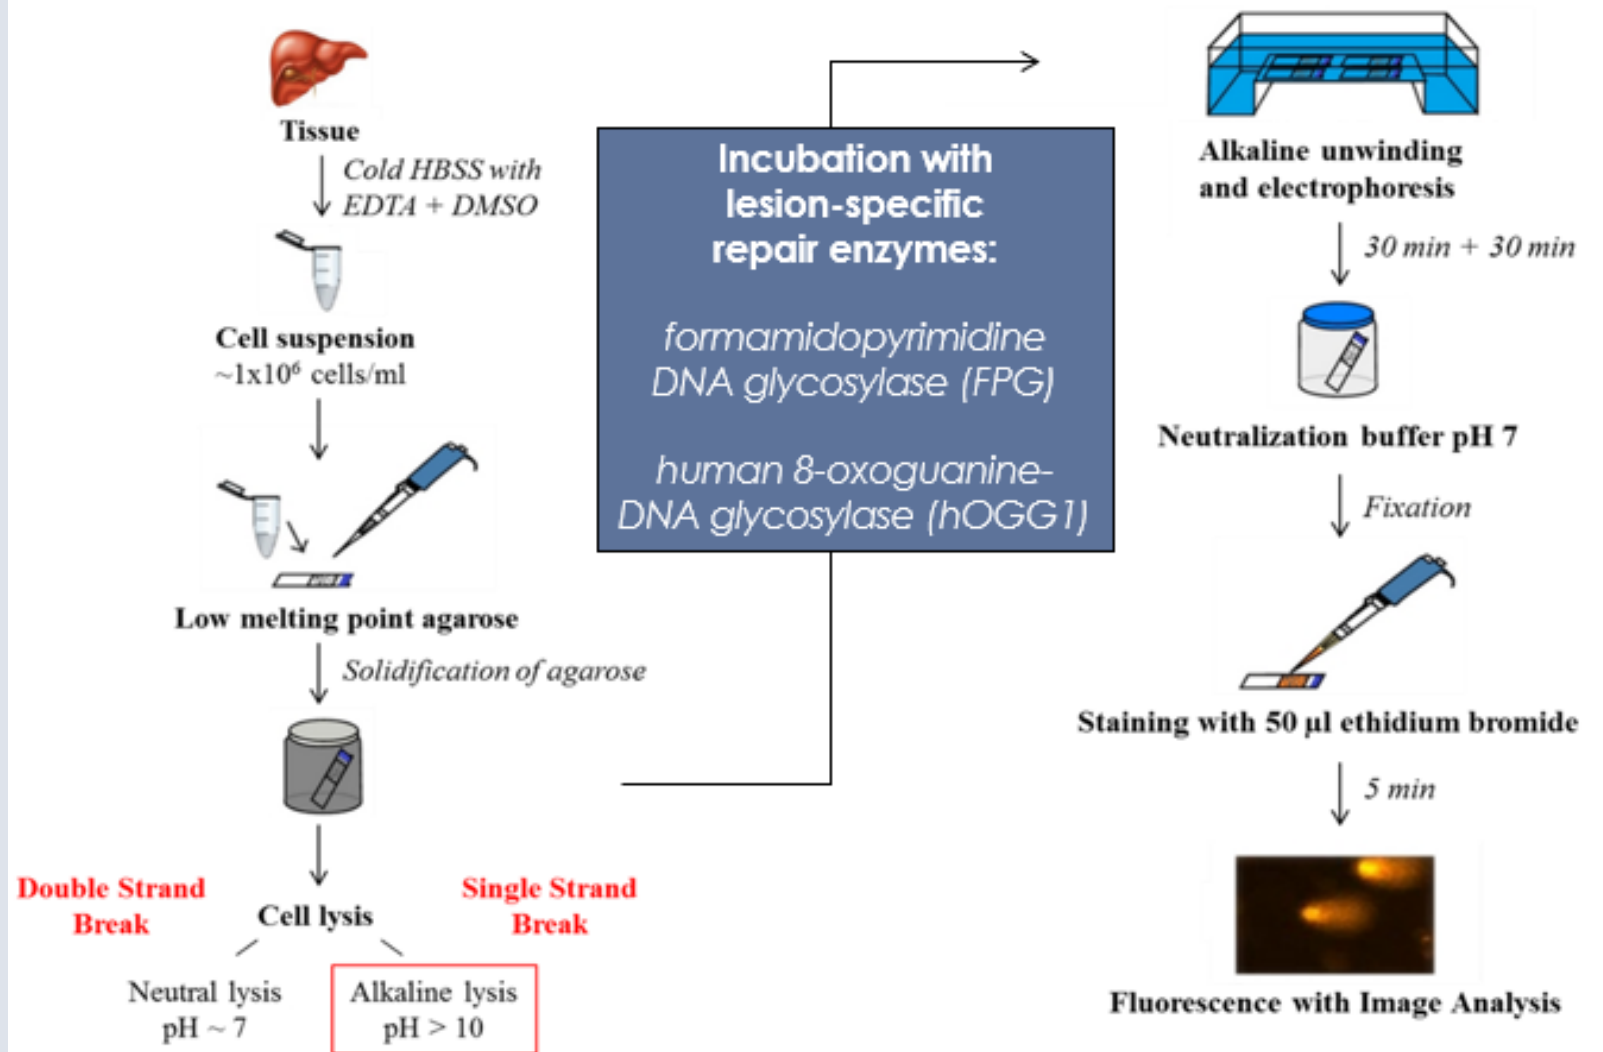 Tissue
Cold HBSS with
EDTA + DMSO
Cell suspension
~1x10⁶ cells/ml
Low melting point agarose
Solidification of agarose
Double Strand
Break
Single Strand
Break
Cell lysis
Neutral lysis
pH ~ 7
Alkaline lysis
pH > 10
Incubation with
lesion-specific
repair enzymes:
formamidopyrimidine
DNA glycosylase (FPG)
human 8-oxoguanine-
DNA glycosylase (hOGG1)
Alkaline unwinding
and electrophoresis
30 min + 30 min
Neutralization buffer pH 7
Fixation
Staining with 50 µl ethidium bromide
5 min
Fluorescence with Image Analysis